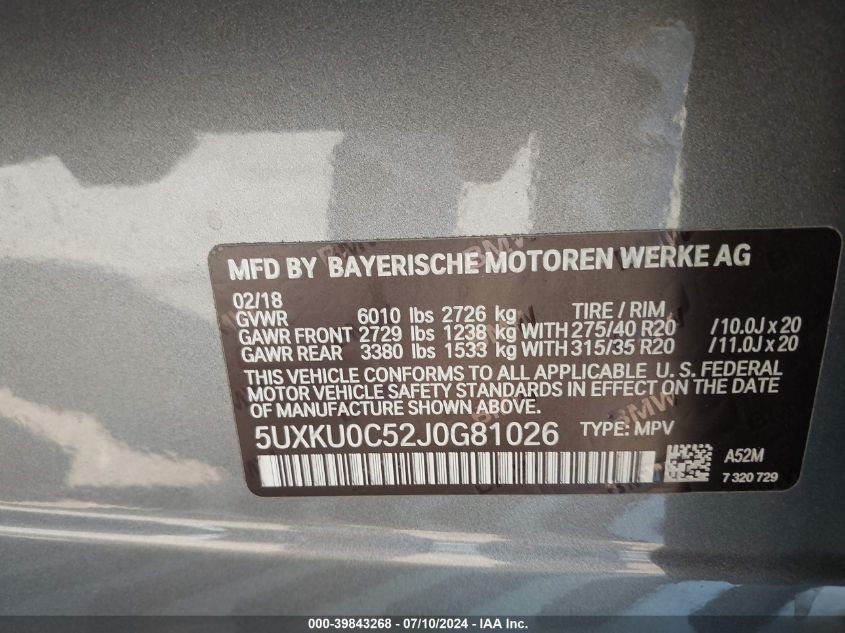 MFD BY BAYERISCHE MOTOREN WERKE AG
02/18
GVWR 6010 lbs 2726 kg TIRE / RIM
GAWR FRONT 2729 lbs 1238 kg WITH 275/40 R20 /10.0J x 20
GAWR REAR 3380 lbs 1533 kg WITH 315/35 R20 /11.0J x 20
THIS VEHICLE CONFORMS TO ALL APPLICABLE U. S. FEDERAL
MOTOR VEHICLE SAFETY STANDARDS IN EFFECT ON THE DATE
OF MANUFACTURE SHOWN ABOVE.
5UXKU0C52J0G81026 TYPE: MPV
A52M
7 320 729
000-39843268 - 07/10/2024 - IAA Inc.